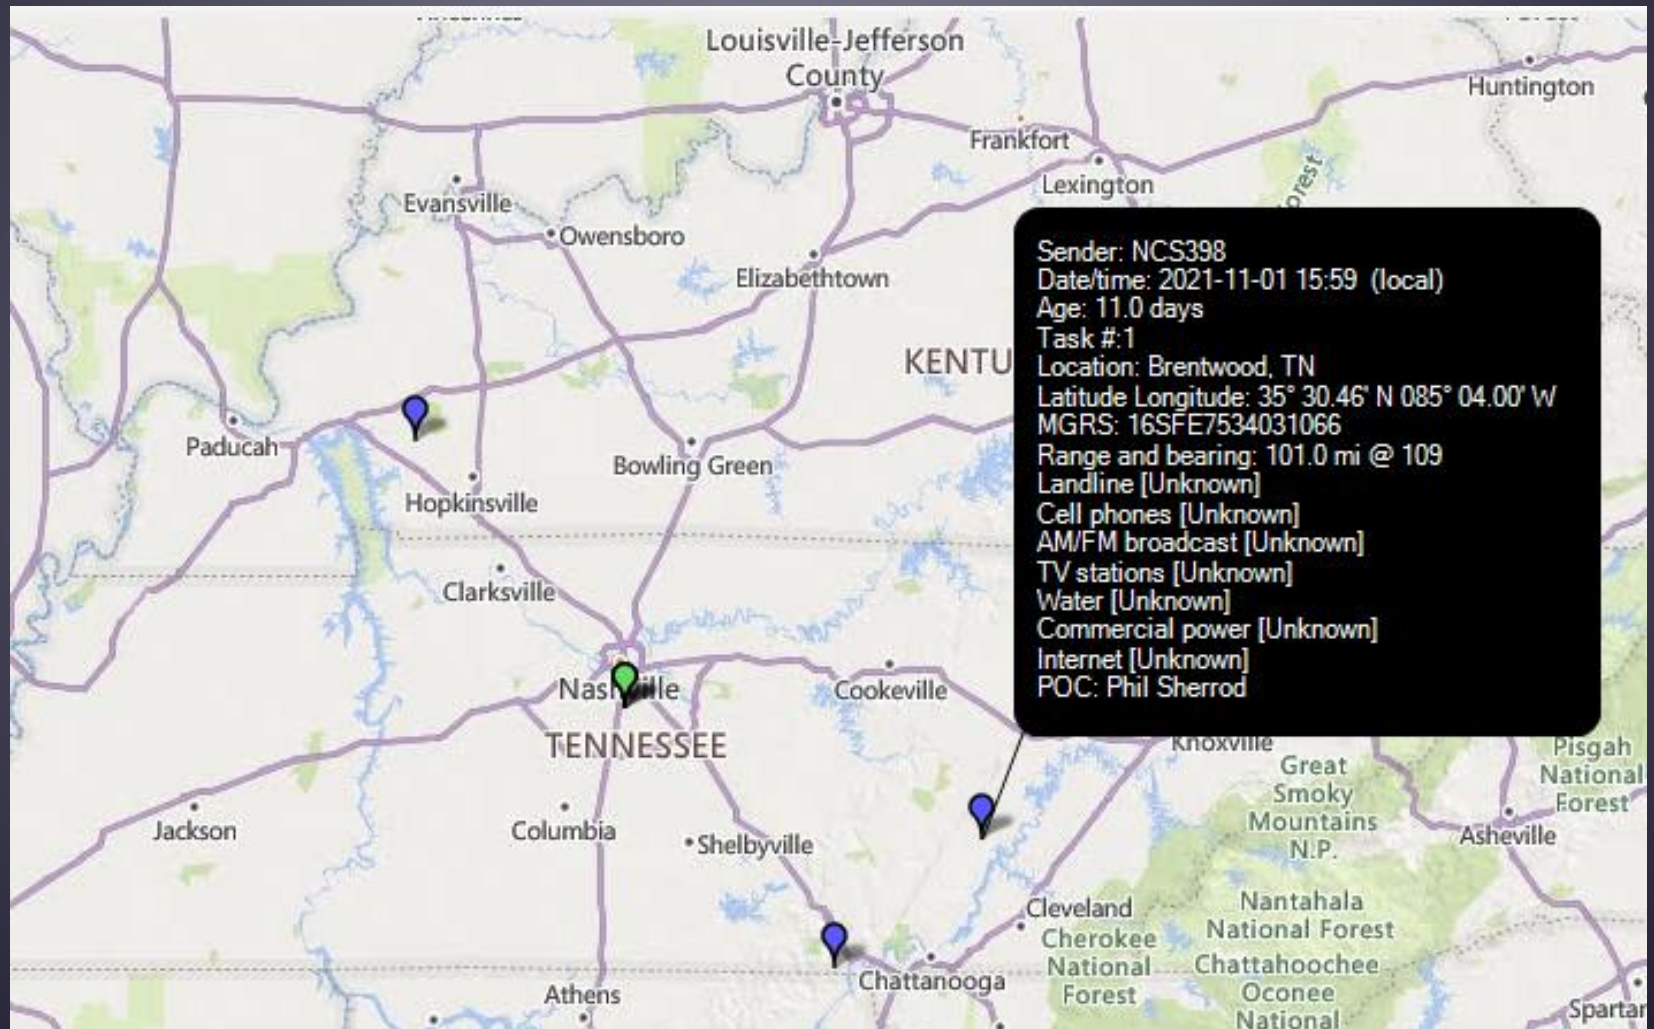 Louisville-Jefferson
County
Huntington
Frankfort
Lexington
Evansville
Owensboro
Elizabethtown
orest
KENTU
Paducah
Bowling Green
Hopkinsville
Clarksville
Nashville
Cookeville
TENNESSEE
Jackson
Columbia
Shelbyville
Sender: NCS398
Date/time: 2021-11-01 15:59 (local)
Age: 11.0 days
Task #:1
Location: Brentwood, TN
Latitude Longitude: 35° 30.46' N 085° 04.00' W
MGRS: 16SFE7534031066
Range and bearing: 101.0 mi @ 109
Landline [Unknown]
Cell phones [Unknown]
AM/FM broadcast [Unknown]
TV stations [Unknown]
Water [Unknown]
Commercial power [Unknown]
Internet [Unknown]
POC: Phil Sherrod
Knoxville
Great
Smoky
Mountains
N.P.
Pisgah
National
Forest
Asheville
Cleveland
Cherokee
National
Forest
Nantahala
National Forest
Chattahoochee
Oconee
National
Chattanooga
Athens
Spartar